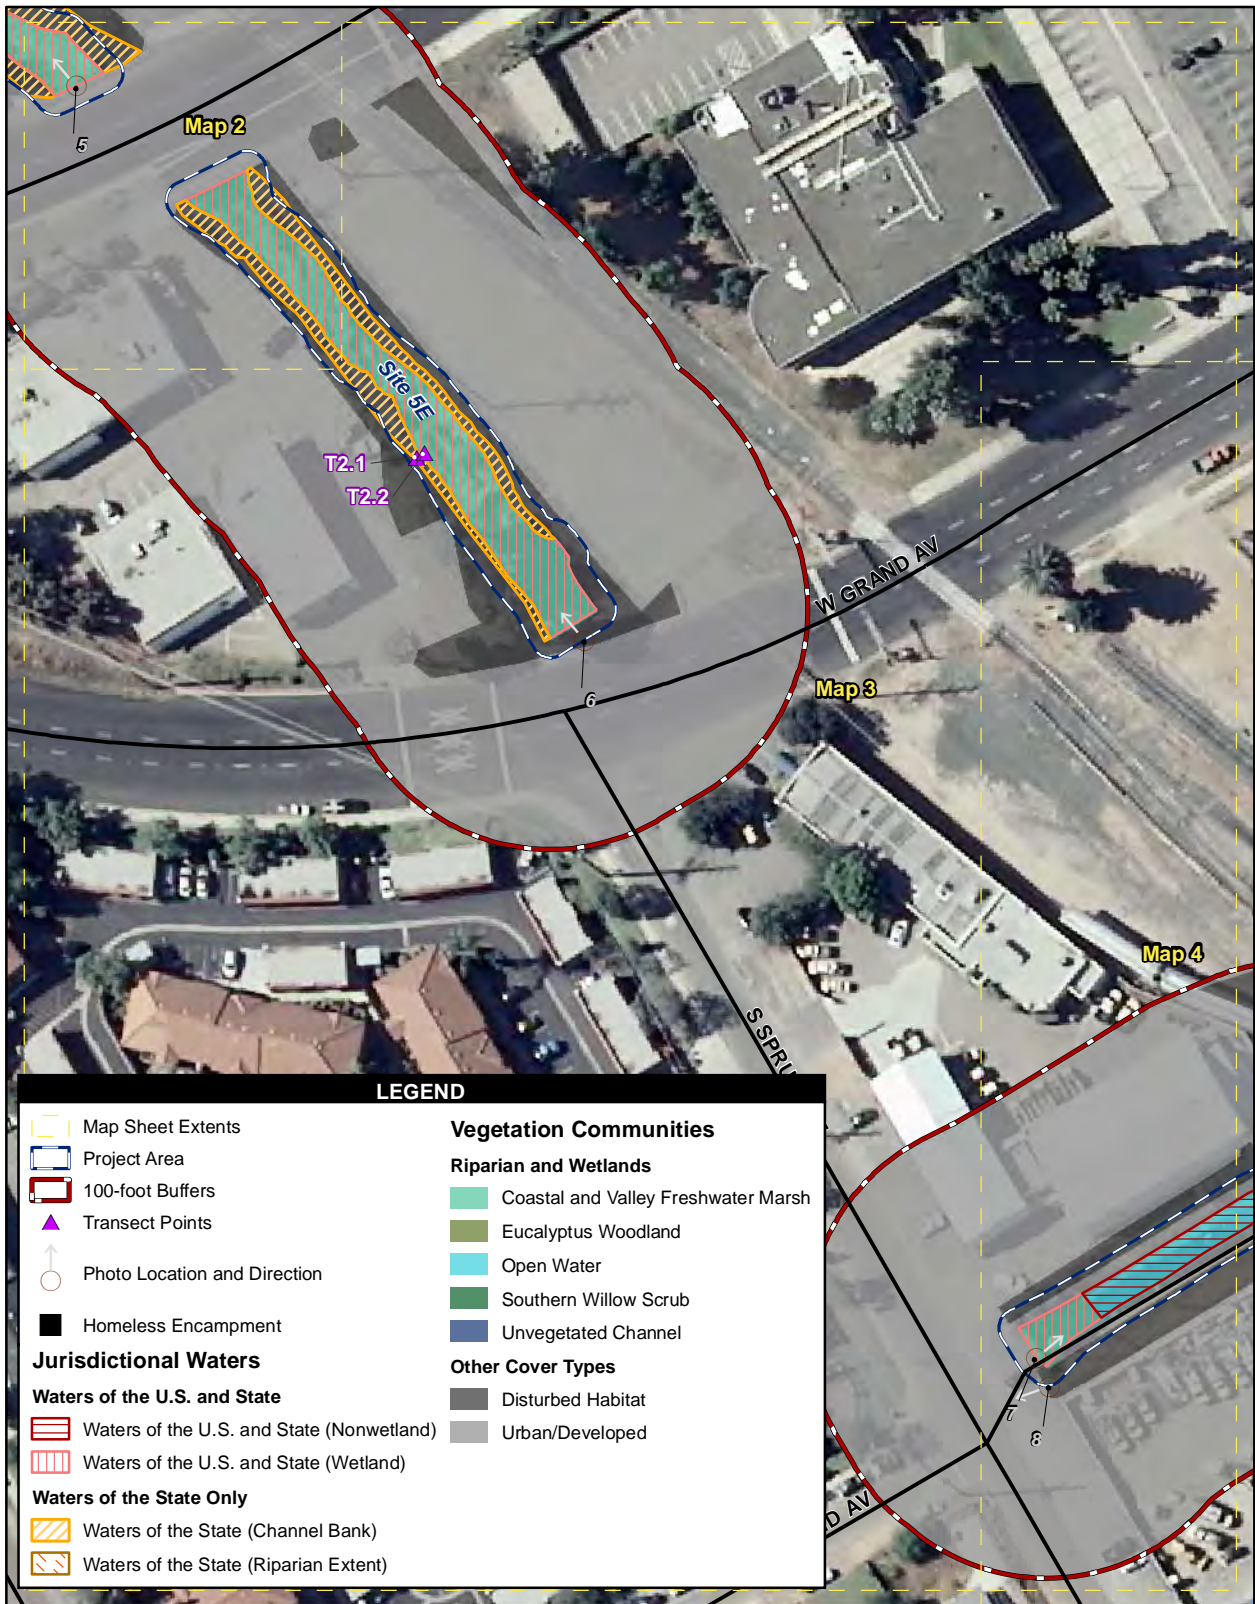 5
Map 2
Site 5E
T2.1
T2.2
W GRAND AV
6
Map 3
Map 4
S SPRU
7
8
D AV
LEGEND
Map Sheet Extents
Project Area
100-foot Buffers
Transect Points
Photo Location and Direction
Homeless Encampment
Jurisdictional Waters
Waters of the U.S. and State
Waters of the U.S. and State (Nonwetland)
Waters of the U.S. and State (Wetland)
Waters of the State Only
Waters of the State (Channel Bank)
Waters of the State (Riparian Extent)
Vegetation Communities
Riparian and Wetlands
Coastal and Valley Freshwater Marsh
Eucalyptus Woodland
Open Water
Southern Willow Scrub
Unvegetated Channel
Other Cover Types
Disturbed Habitat
Urban/Developed